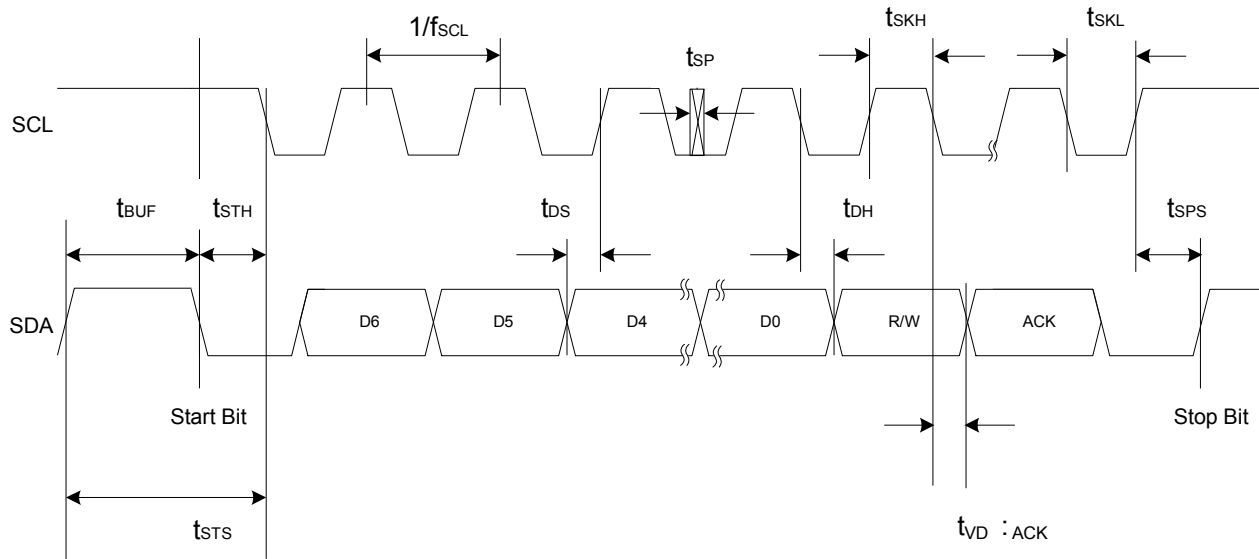 1/fSCL
tSP
tSKH
tSKL
SCL
tBUF
tSTH
tDS
tDH
tSPS
SDA
D6
D5
D4
D0
R/W
ACK
Start Bit
Stop Bit
tSTS
tVD :ACK